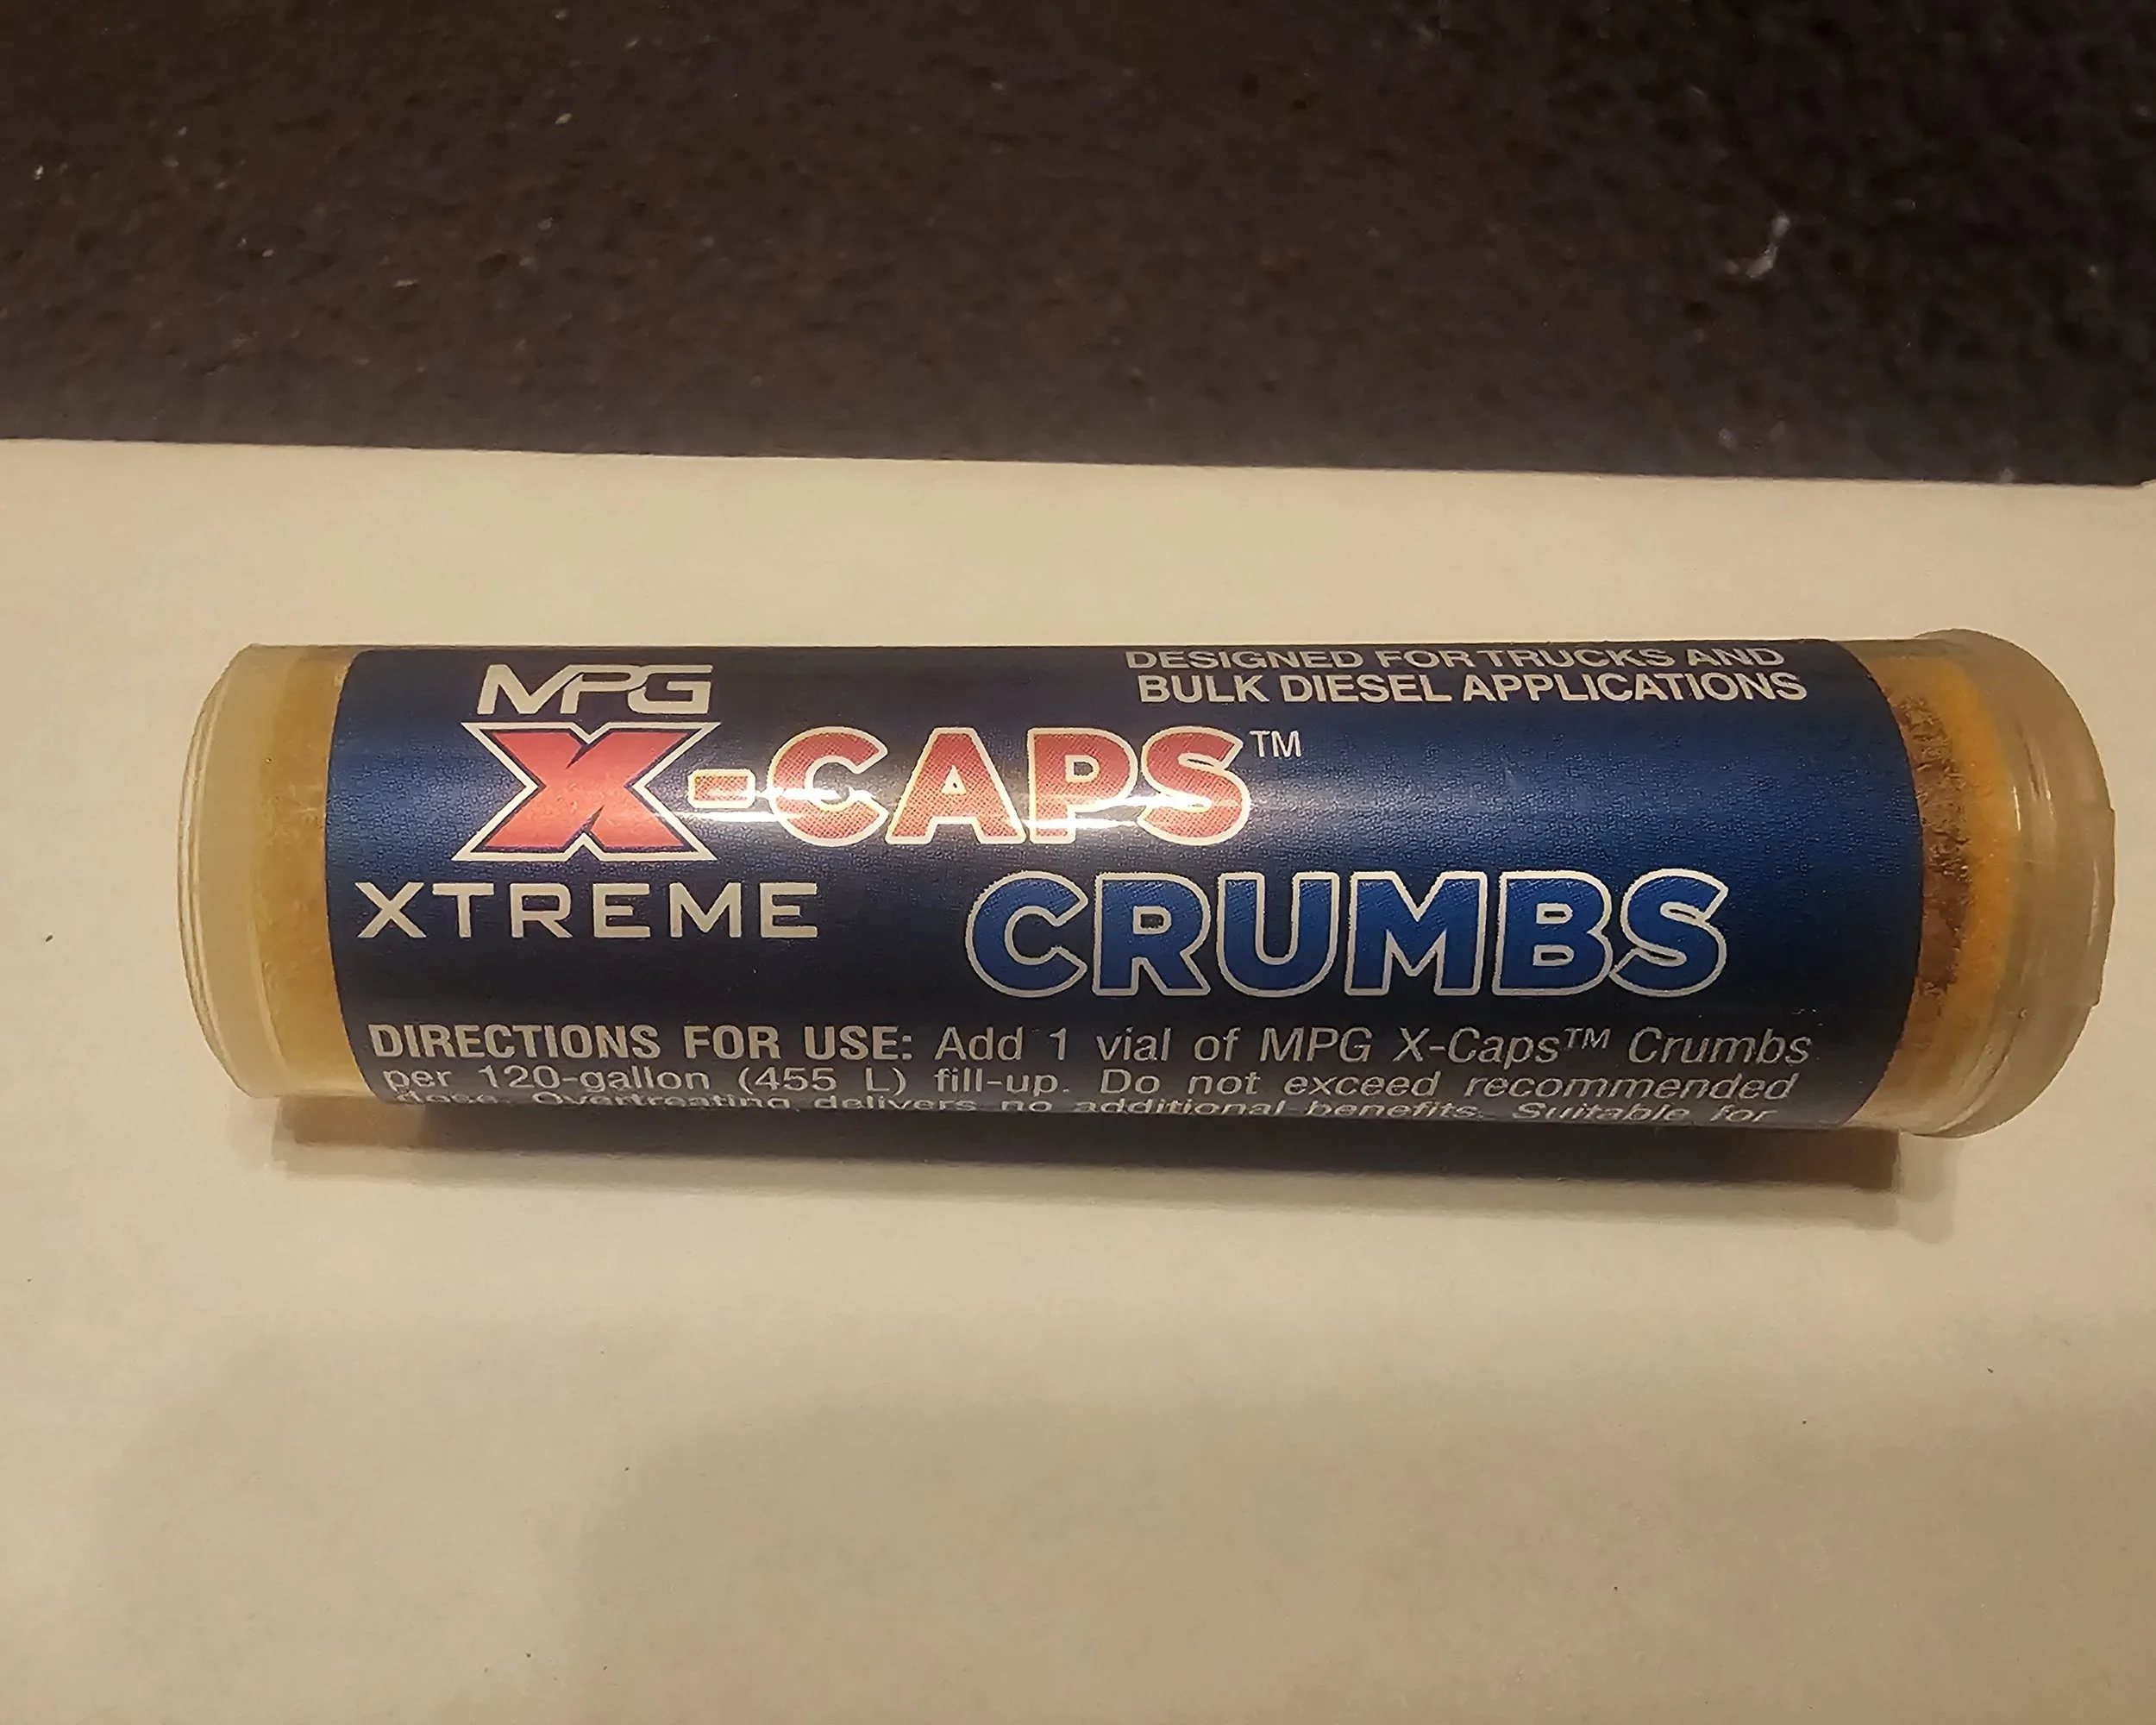 MPG
X-CAPS™
XTREME
DESIGNED FOR TRUCKS AND
BULK DIESEL APPLICATIONS
CRUMBS
DIRECTIONS FOR USE: Add 1 vial of MPG X-Caps™ Crumbs
per 120-gallon (455 L) fill-up. Do not exceed recommended
dose. Overtreating delivers no additional benefits. Suitable for